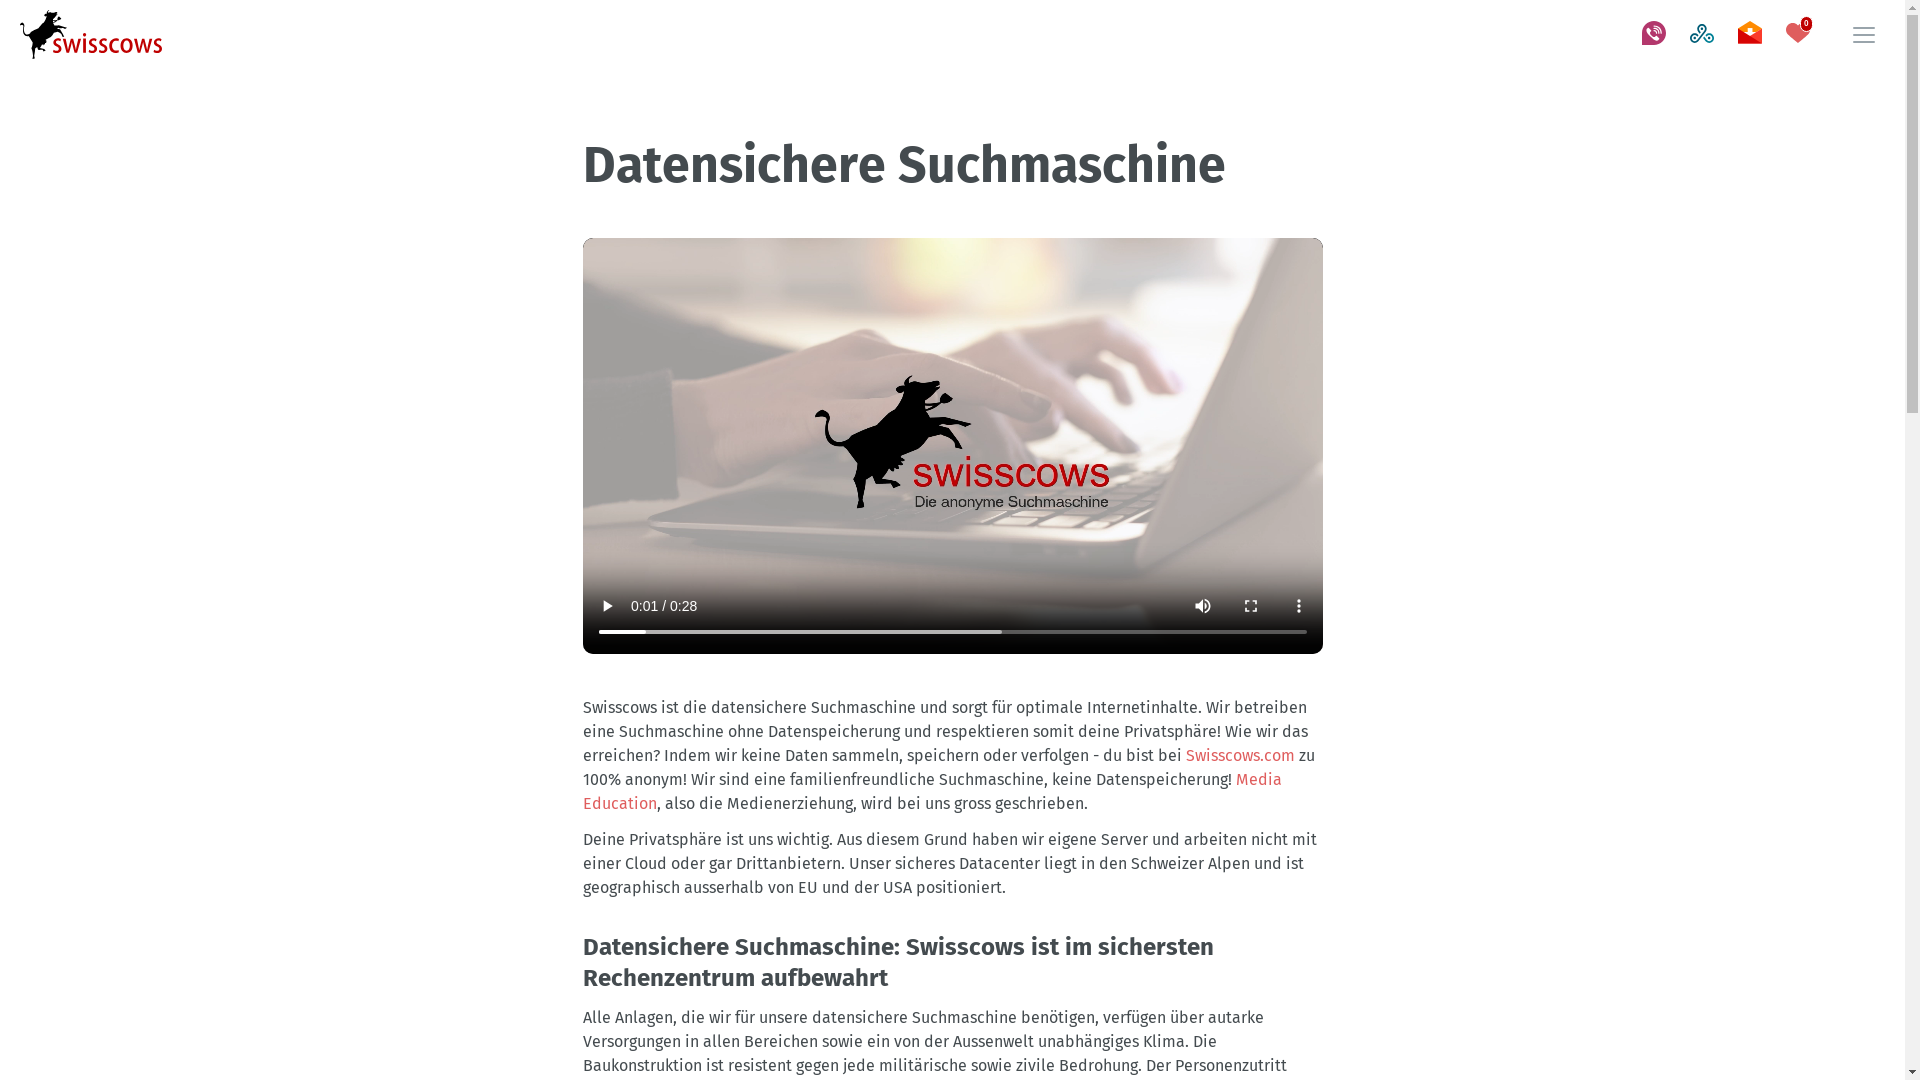 swisscows
0
Datensichere Suchmaschine
swisscows
Die anonyme Suchmaschine
0:01 / 0:28
Swisscows ist die datensichere Suchmaschine und sorgt für optimale Internetinhalte. Wir betreiben
eine Suchmaschine ohne Datenspeicherung und respektieren somit deine Privatsphäre! Wie wir das
erreichen? Indem wir keine Daten sammeln, speichern oder verfolgen - du bist bei Swisscows.com zu
100% anonym! Wir sind eine familienfreundliche Suchmaschine, keine Datenspeicherung! Media
Education, also die Medienerziehung, wird bei uns gross geschrieben.
Deine Privatsphäre ist uns wichtig. Aus diesem Grund haben wir eigene Server und arbeiten nicht mit
einer Cloud oder gar Drittanbietern. Unser sicheres Datacenter liegt in den Schweizer Alpen und ist
geographisch ausserhalb von EU und der USA positioniert.
Datensichere Suchmaschine: Swisscows ist im sichersten
Rechenzentrum aufbewahrt
Alle Anlagen, die wir für unsere datensichere Suchmaschine benötigen, verfügen über autarke
Versorgungen in allen Bereichen sowie ein von der Aussenwelt unabhängiges Klima. Die
Baukonstruktion ist resistent gegen jede militärische sowie zivile Bedrohung. Der Personenzutritt